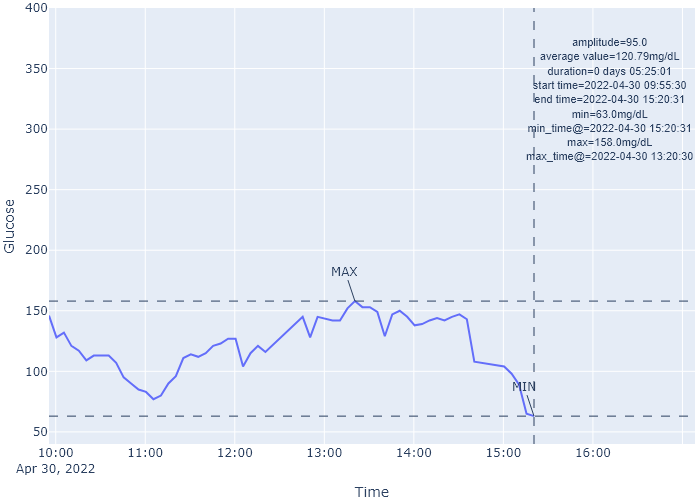 400
350
300
250
200
150
100
50
Glucose
amplitude=95.0
average value=120.79mg/dL
duration=0 days 05:25:01
start time=2022-04-30 09:55:30
end time=2022-04-30 15:20:31
min=63.0mg/dL
min_time@=2022-04-30 15:20:31
max=158.0mg/dL
max_time@=2022-04-30 13:20:30
MAX
MIN
10:00 11:00 12:00 13:00 14:00 15:00 16:00
Apr 30, 2022
Time